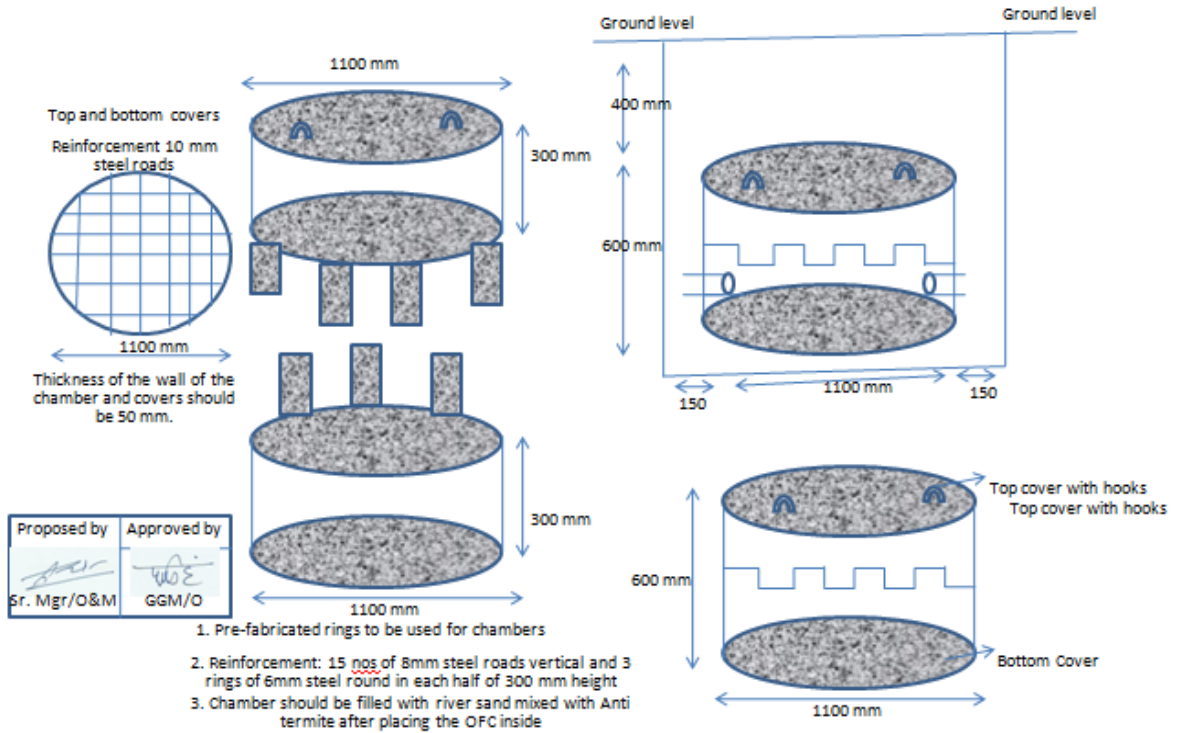 Ground level
Ground level
1100 mm
Top and bottom covers
Reinforcement 10 mm
steel roads
300 mm
400 mm
600 mm
1100 mm
Thickness of the wall of the
chamber and covers should
be 50 mm.
1100 mm
150
150
300 mm
Top cover with hooks
Top cover with hooks
600 mm
Bottom Cover
1100 mm
Proposed by
Approved by
Sr. Mgr/O&M
GGM/O
1100 mm
1. Pre-fabricated rings to be used for chambers
2. Reinforcement: 15 nos of 8mm steel roads vertical and 3
rings of 6mm steel round in each half of 300 mm height
3. Chamber should be filled with river sand mixed with Anti
termite after placing the OFC inside